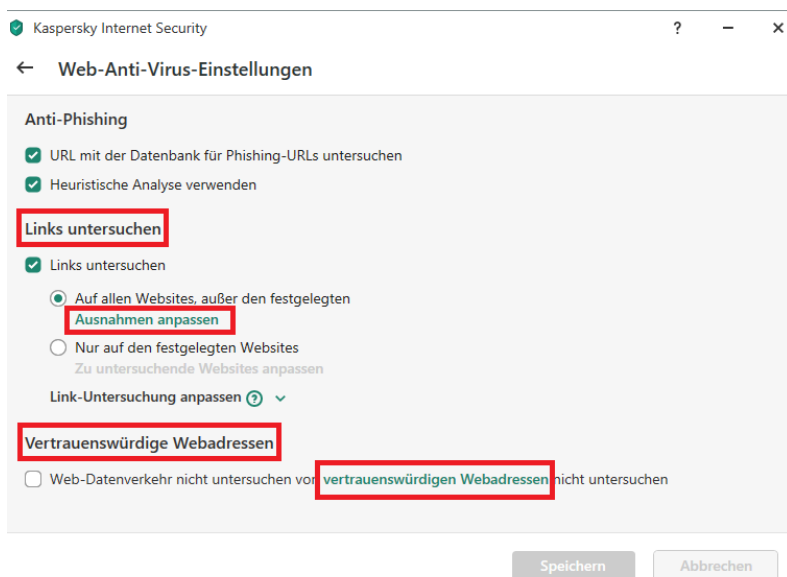 Kaspersky Internet Security ? – ×
← Web-Anti-Virus-Einstellungen
Anti-Phishing
URL mit der Datenbank für Phishing-URLs untersuchen
Heuristische Analyse verwenden
Links untersuchen
Links untersuchen
Auf allen Websites, außer den festgelegten
Ausnahmen anpassen
Nur auf den festgelegten Websites
Zu untersuchende Websites anpassen
Link-Untersuchung anpassen ?
Vertrauenswürdige Webadressen
Web-Datenverkehr nicht untersuchen von vertrauenswürdigen Webadressen nicht untersuchen
Speichern Abbrechen